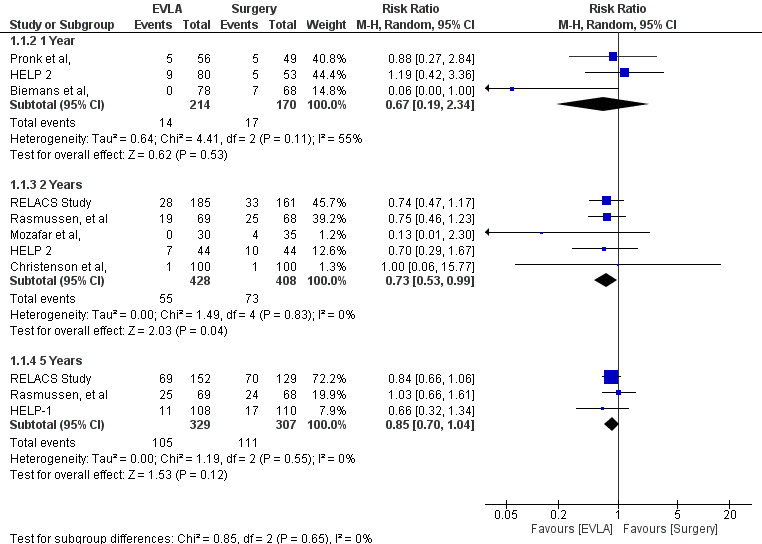 EVLA Surgery Risk Ratio Risk Ratio
Study or Subgroup Events Total Events Total Weight M-H, Random, 95% CI M-H, Random, 95% CI
1.1.2 1 Year
Pronk et al, 5 56 5 49 40.8% 0.88 [0.27, 2.84]
HELP 2 9 80 5 53 44.4% 1.19 [0.42, 3.36]
Biemans et al, 0 78 7 68 14.8% 0.06 [0.00, 1.00]
Subtotal (95% CI) 214 170 100.0% 0.67 [0.19, 2.34]
Total events 14 17
Heterogeneity: Tau² = 0.64; Chi² = 4.41, df = 2 (P = 0.11); I² = 55%
Test for overall effect: Z = 0.62 (P = 0.53)
1.1.3 2 Years
RELACS Study 28 185 33 161 45.7% 0.74 [0.47, 1.17]
Rasmussen, et al 19 69 25 68 39.2% 0.75 [0.46, 1.23]
Mozafar et al, 0 30 4 35 1.2% 0.13 [0.01, 2.30]
HELP 2 7 44 10 44 12.6% 0.70 [0.29, 1.67]
Christenson et al, 1 100 1 100 1.3% 1.00 [0.06, 15.77]
Subtotal (95% CI) 428 408 100.0% 0.73 [0.53, 0.99]
Total events 55 73
Heterogeneity: Tau² = 0.00; Chi² = 1.49, df = 4 (P = 0.83); I² = 0%
Test for overall effect: Z = 2.03 (P = 0.04)
1.1.4 5 Years
RELACS Study 69 152 70 129 72.2% 0.84 [0.66, 1.06]
Rasmussen, et al 25 69 24 68 19.9% 1.03 [0.66, 1.61]
HELP-1 11 108 17 110 7.9% 0.66 [0.32, 1.34]
Subtotal (95% CI) 329 307 100.0% 0.85 [0.70, 1.04]
Total events 105 111
Heterogeneity: Tau² = 0.00; Chi² = 1.19, df = 2 (P = 0.55); I² = 0%
Test for overall effect: Z = 1.53 (P = 0.12)
0.05 0.2 1 5 20
Favours [EVLA] Favours [Surgery]
Test for subgroup differences: Chi² = 0.85, df = 2 (P = 0.65), I² = 0%